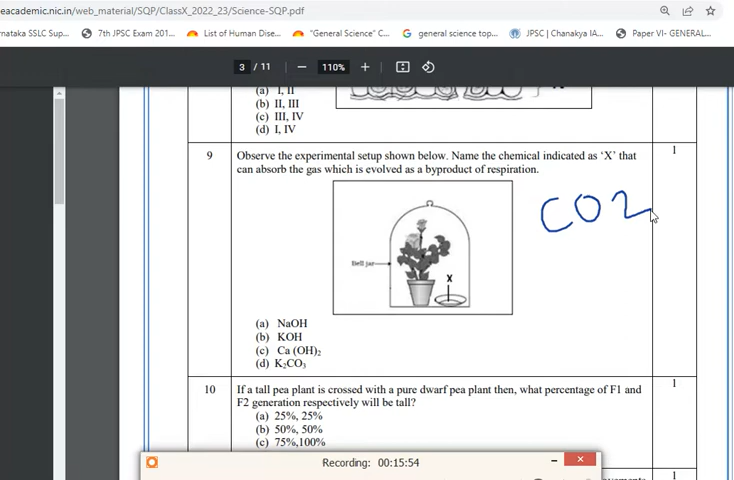 eacademic.nic.in/web_material/SQP/ClassX_2022_23/Science-SQP.pdf
rnataka SSLC Sup...
7th JPSC Exam 201...
List of Human Dise...
"General Science" C...
general science top...
JPSC | Chanakya IA...
Paper VI- GENERAL...
3 / 11
110%
(a) I, II
(b) II, III
(c) III, IV
(d) I, IV
9 Observe the experimental setup shown below. Name the chemical indicated as ‘X’ that 1
can absorb the gas which is evolved as a byproduct of respiration.
CO2
Bell jar
X
(a) NaOH
(b) KOH
(c) Ca (OH)₂
(d) K₂CO₃
10 If a tall pea plant is crossed with a pure dwarf pea plant then, what percentage of F1 and 1
F2 generation respectively will be tall?
(a) 25%, 25%
(b) 50%, 50%
(c) 75%,100%
Recording: 00:15:54
1